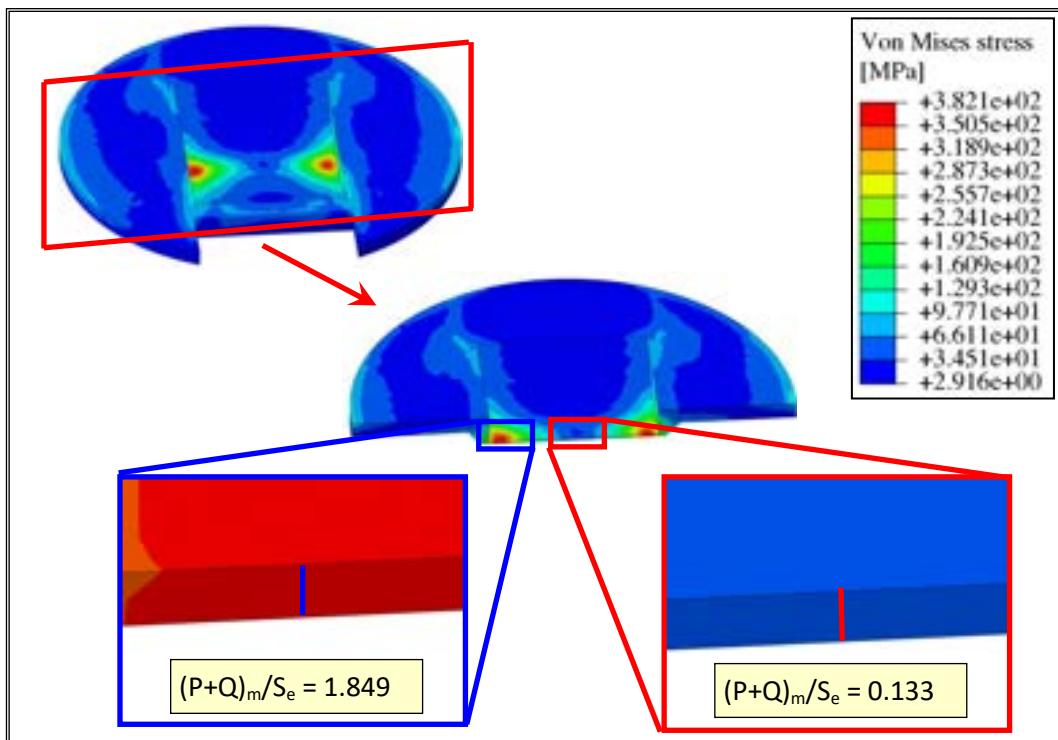 Von Mises stress
[MPa]
+3.821e+02
+3.505e+02
+3.189e+02
+2.873e+02
+2.557e+02
+2.241e+02
+1.925e+02
+1.609e+02
+1.293e+02
+9.771e+01
+6.611e+01
+3.451e+01
+2.916e+00
(P+Q)ₘ/Sₑ = 1.849
(P+Q)ₘ/Sₑ = 0.133